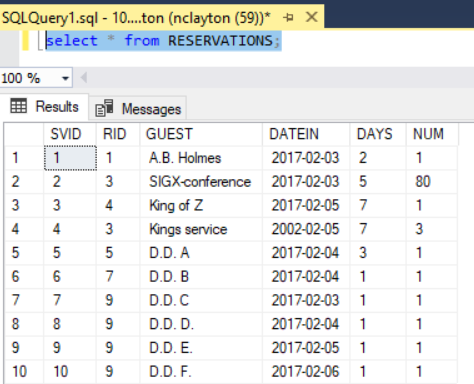 SQLQuery1.sql - 10....ton (nclayton (59))*
select * from RESERVATIONS;
100 %
Results Messages
SVID RID GUEST DATEIN DAYS NUM
1 1 1 A.B. Holmes 2017-02-03 2 1
2 2 3 SIGX-conference 2017-02-03 5 80
3 3 4 King of Z 2017-02-05 7 1
4 4 3 Kings service 2002-02-05 7 3
5 5 5 D.D. A 2017-02-04 3 1
6 6 7 D.D. B 2017-02-04 1 1
7 7 9 D.D. C 2017-02-03 1 1
8 8 9 D.D. D. 2017-02-04 1 1
9 9 9 D.D. E. 2017-02-05 1 1
10 10 9 D.D. F. 2017-02-06 1 1